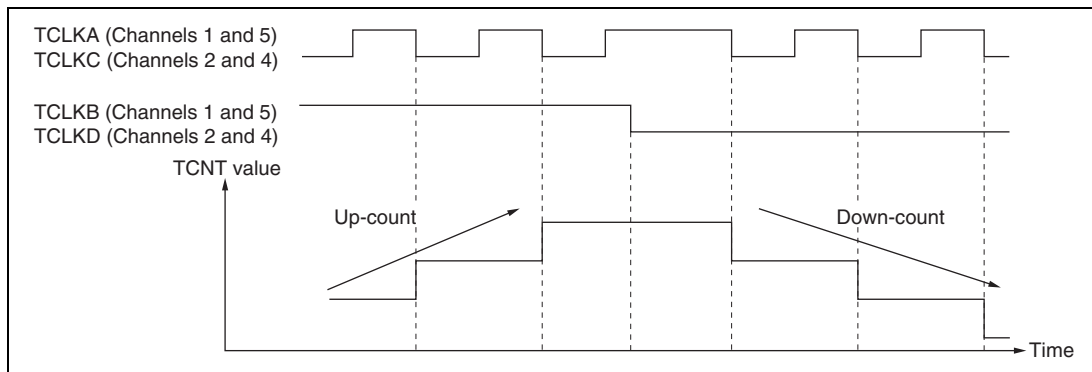 TCLKA (Channels 1 and 5)
TCLKC (Channels 2 and 4)
TCLKB (Channels 1 and 5)
TCLKD (Channels 2 and 4)
TCNT value
Up-count
Down-count
Time